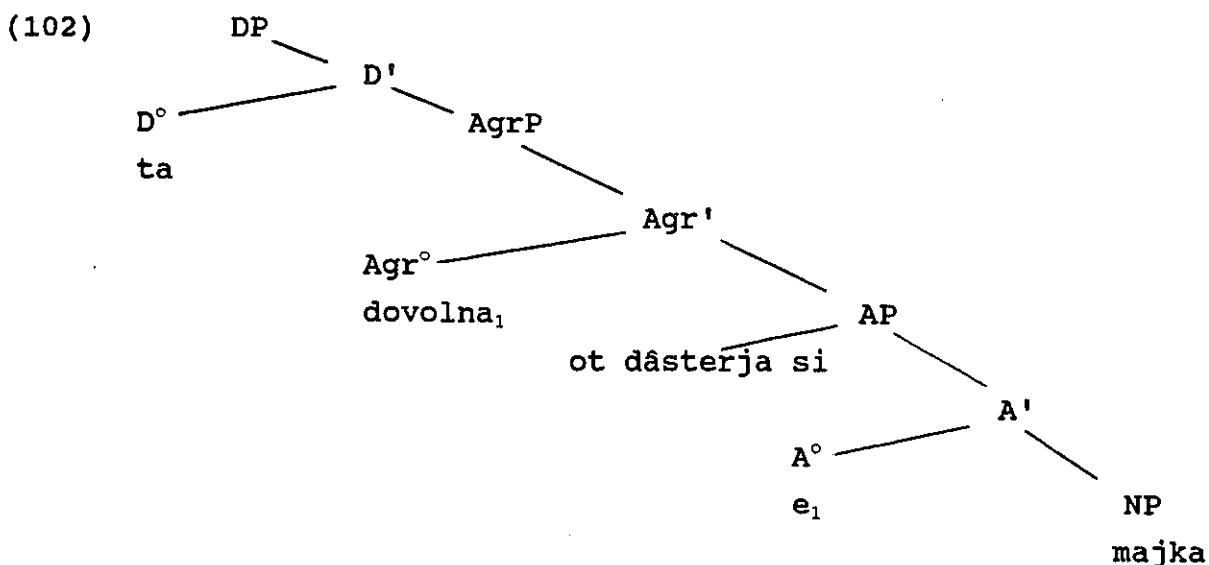 (102) DP
D'
D° AgrP
ta
Agr'
Agr°
dovolna₁ AP
ot dâsterja si
A'
A°
e₁ NP
majka